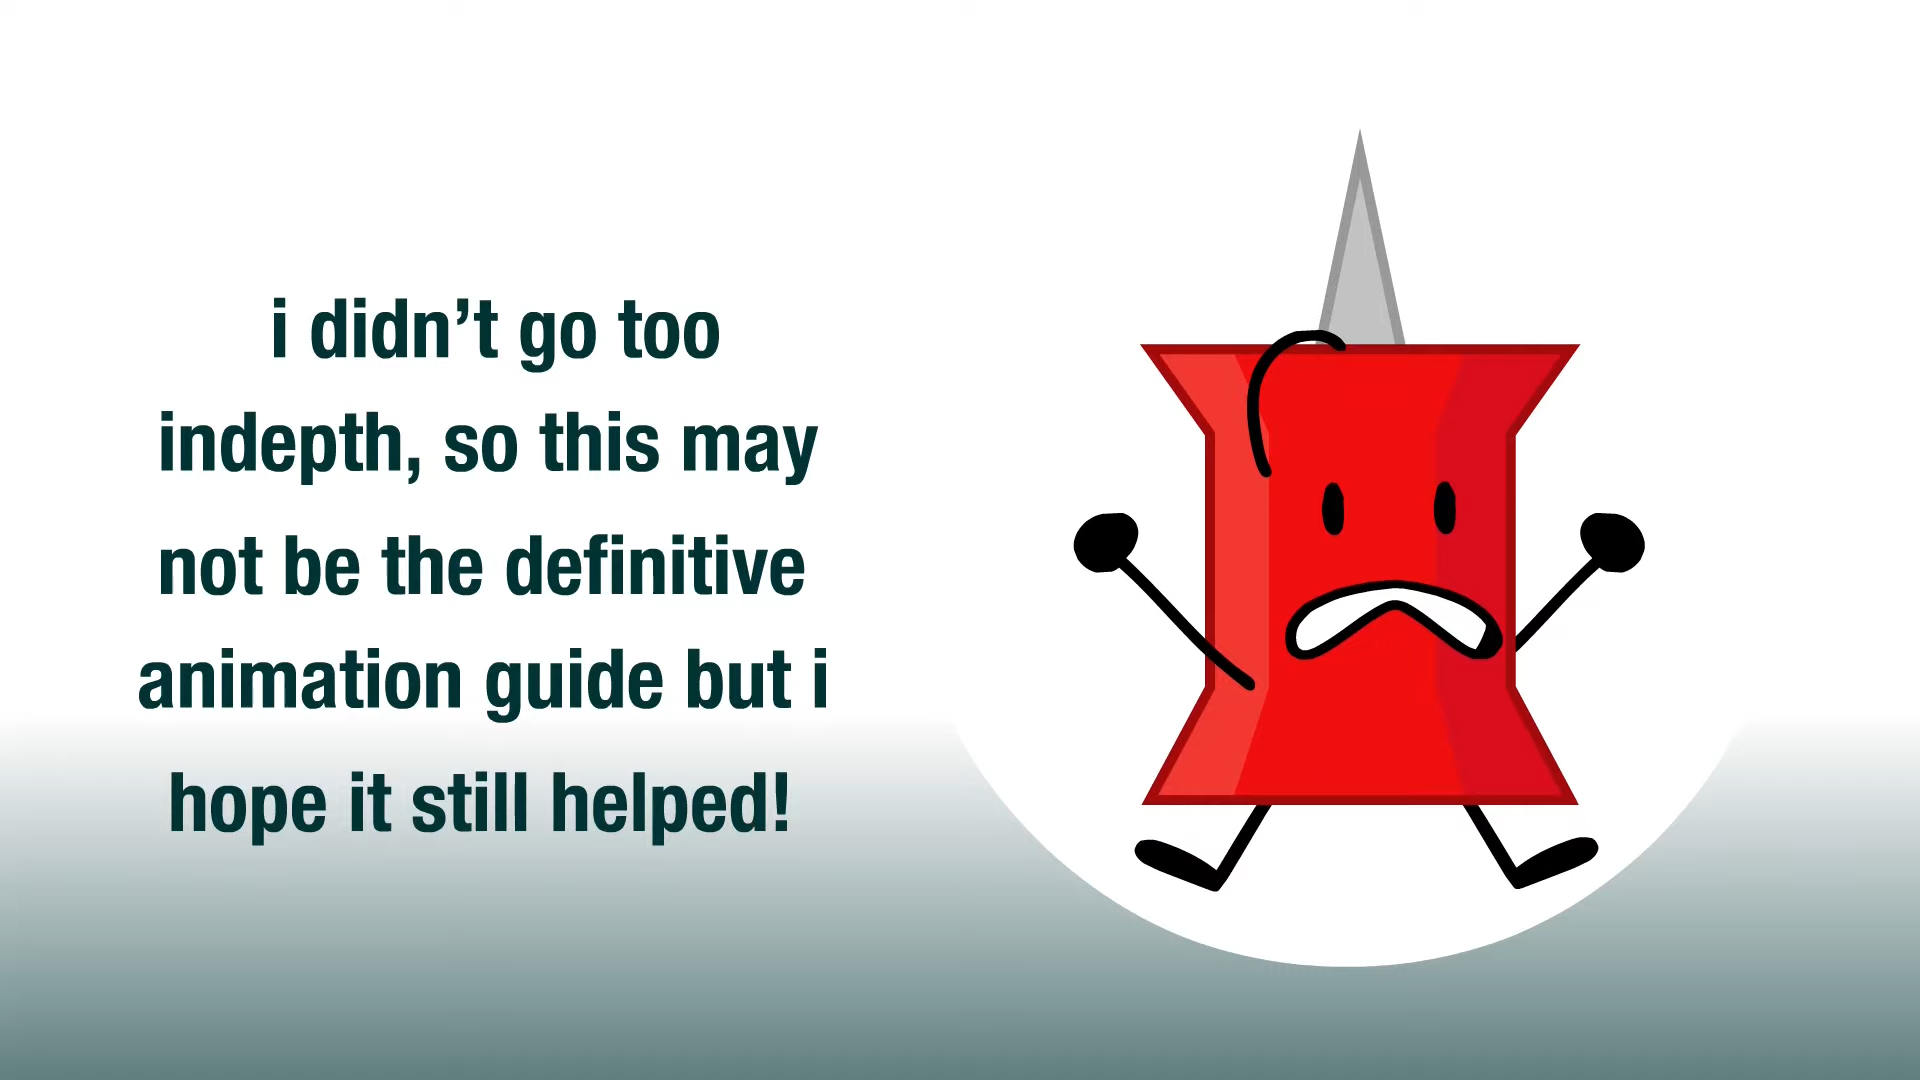 i didn’t go too
indepth, so this may
not be the definitive
animation guide but i
hope it still helped!